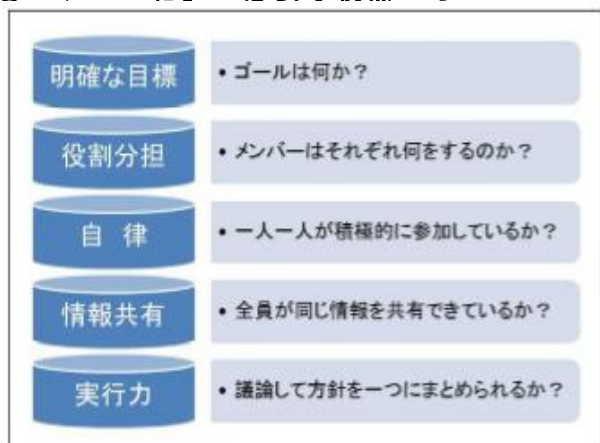 明確な目標
• ゴールは何か？
役割分担
• メンバーはそれぞれ何をするのか？
自 律
• 一人一人が積極的に参加しているか？
情報共有
• 全員が同じ情報を共有できているか？
実行力
• 議論して方針を一つにまとめられるか？